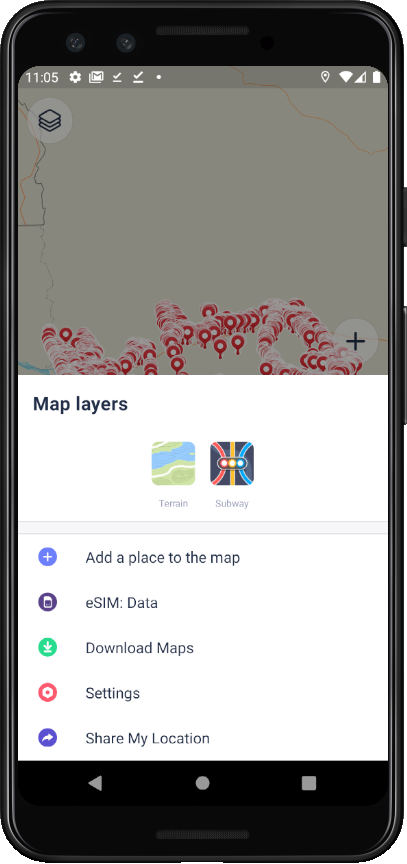 11:05
Map layers
Terrain
Subway
Add a place to the map
eSIM: Data
Download Maps
Settings
Share My Location